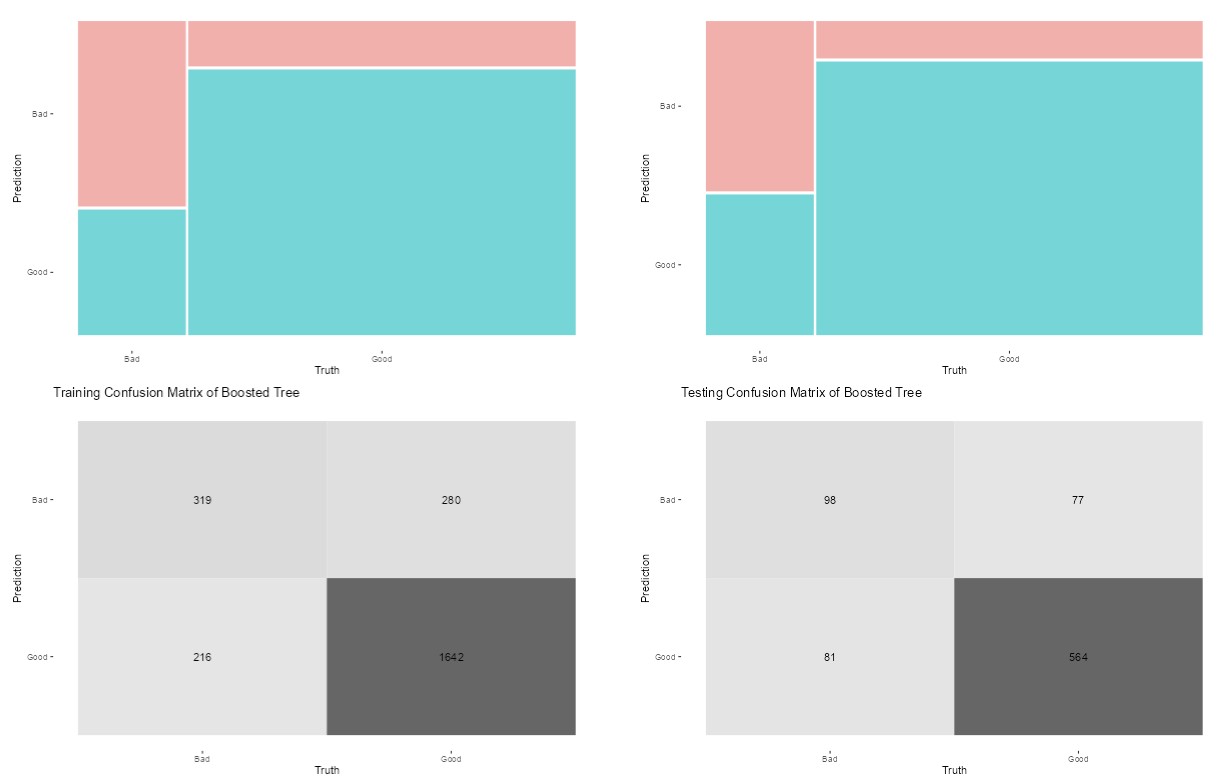 Bad
Good
Prediction
Bad Good
Truth
Bad
Good
Prediction
Bad Good
Truth
Training Confusion Matrix of Boosted Tree
Bad
Good
Prediction
319 280
216 1642
Bad Good
Truth
Testing Confusion Matrix of Boosted Tree
Bad
Good
Prediction
98 77
81 564
Bad Good
Truth